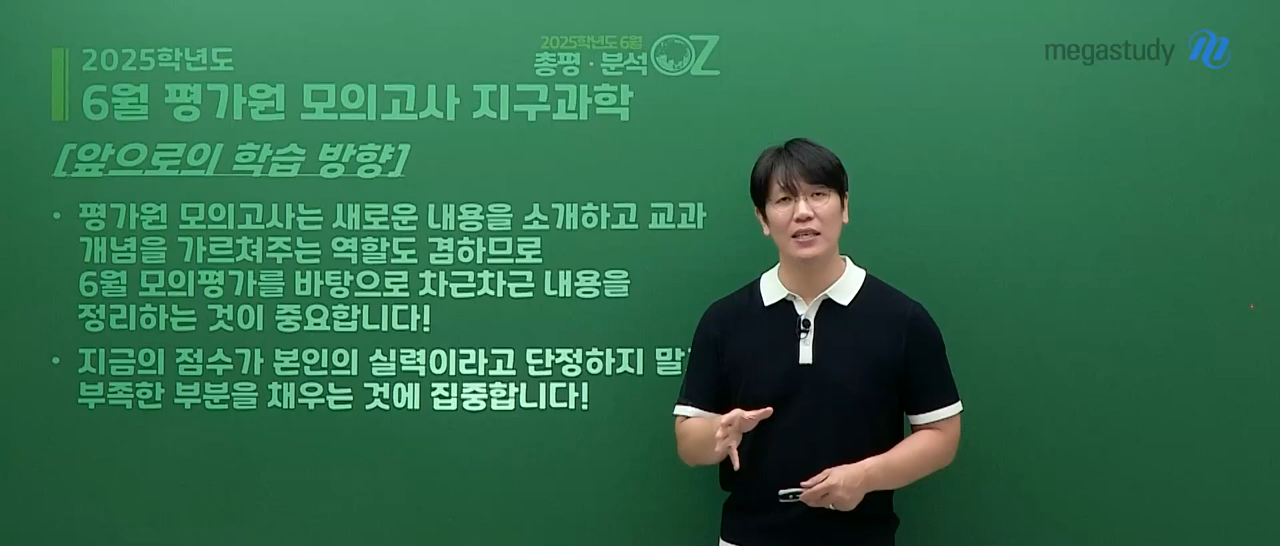 2025학년도
6월 평가원 모의고사 지구과학
2025학년도 6월
총평·분석 OZ
megastudy
[앞으로의 학습 방향]
• 평가원 모의고사는 새로운 내용을 소개하고 교과
개념을 가르쳐주는 역할도 겸하므로
6월 모의평가를 바탕으로 차근차근 내용을
정리하는 것이 중요합니다!
• 지금의 점수가 본인의 실력이라고 단정하지
부족한 부분을 채우는 것에 집중합니다!